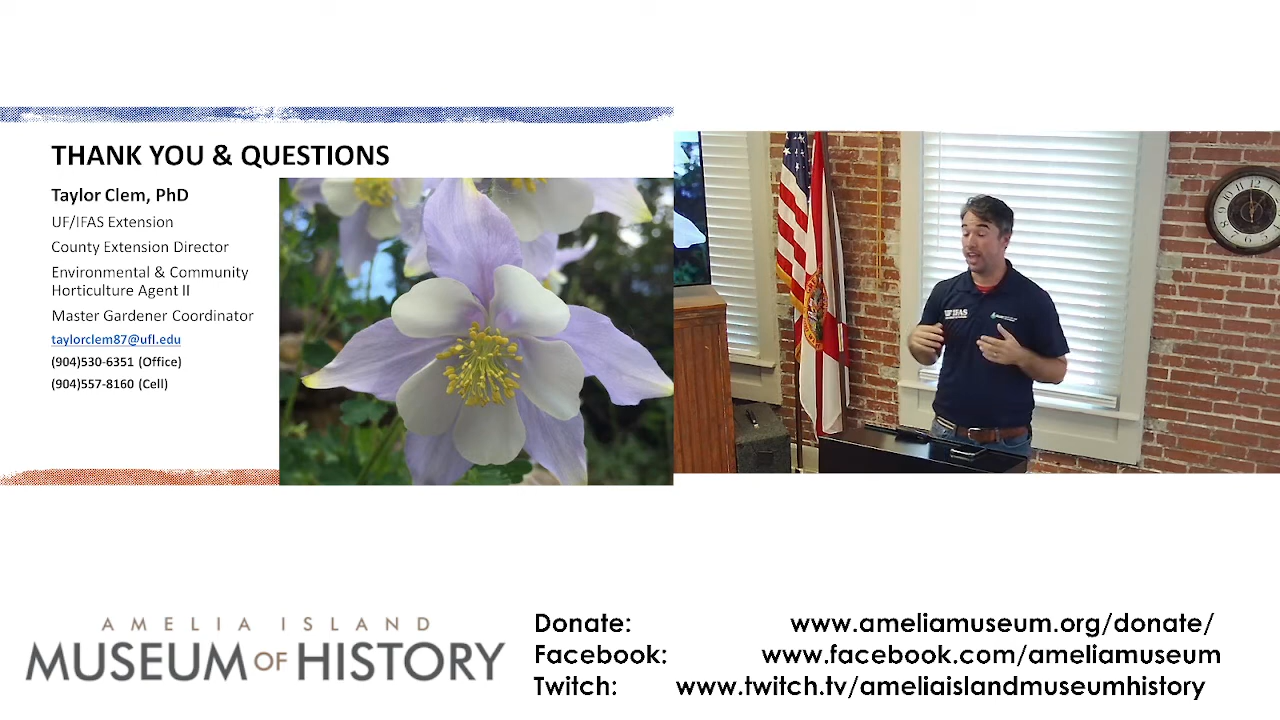 THANK YOU & QUESTIONS
Taylor Clem, PhD
UF/IFAS Extension
County Extension Director
Environmental & Community
Horticulture Agent II
Master Gardener Coordinator
taylorclem87@ufl.edu
(904)530-6351 (Office)
(904)557-8160 (Cell)
UF IFAS
AMELIA ISLAND
MUSEUM OF HISTORY
Donate: www.ameliamuseum.org/donate/
Facebook: www.facebook.com/ameliamuseum
Twitch: www.twitch.tv/ameliaislandmuseumhistory